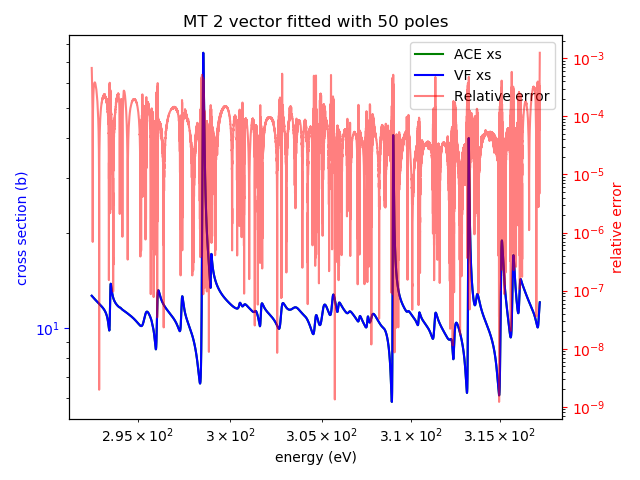 MT 2 vector fitted with 50 poles
ACE xs
VF xs
Relative error
cross section (b)
10¹
10⁻³
10⁻⁴
10⁻⁵
10⁻⁶
10⁻⁷
10⁻⁸
10⁻⁹
relative error
2.95 × 10² 3 × 10² 3.05 × 10² 3.1 × 10² 3.15 × 10²
energy (eV)